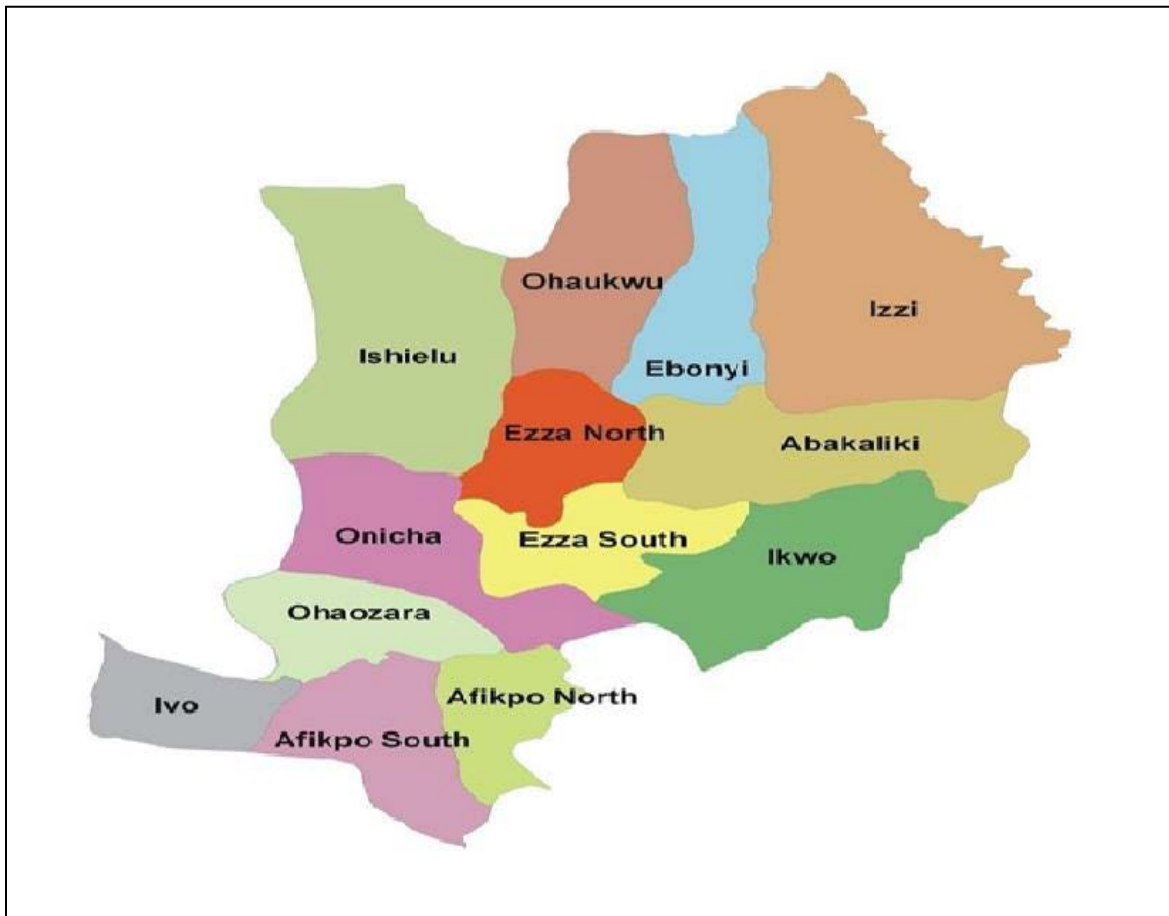 Ohaukwu
Izzi
Ishielu
Ebonyi
Ezza North
Abakaliki
Onicha
Ezza South
Ikwo
Ohaozara
Afikpo North
Ivo
Afikpo South